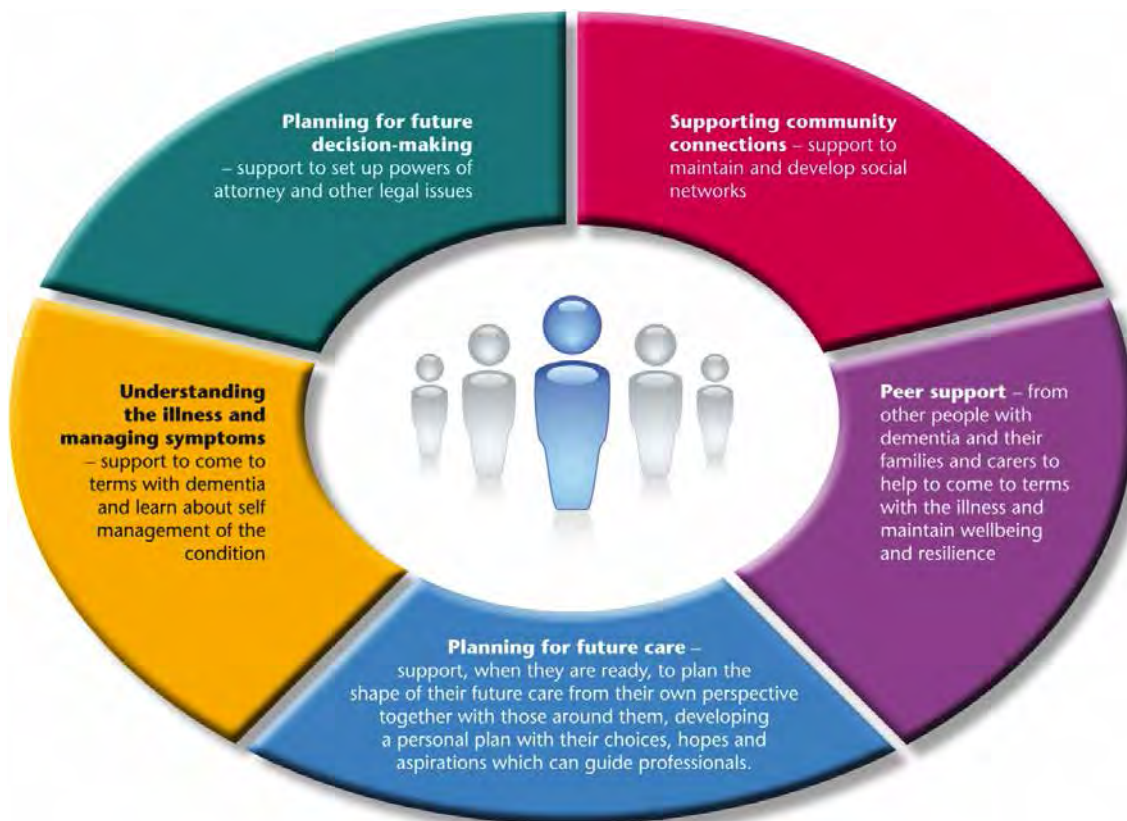 Planning for future
decision-making
– support to set up powers of
attorney and other legal issues
Supporting community
connections – support to
maintain and develop social
networks
Understanding
the illness and
managing symptoms
– support to come to
terms with dementia
and learn about self
management of the
condition
Peer support – from
other people with
dementia and their
families and carers to
help to come to terms
with the illness and
maintain wellbeing
and resilience
Planning for future care –
support, when they are ready, to plan the
shape of their future care from their own perspective
together with those around them, developing
a personal plan with their choices, hopes and
aspirations which can guide professionals.